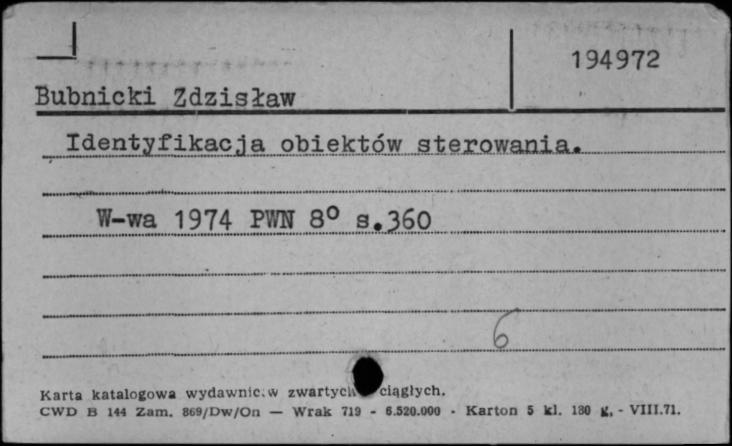 194972
Bubnicki Zdzisław
Identyfikacja obiektów sterowania.
W-wa 1974 PWN 8° s.360
6
Karta katalogowa wydawnic.w zwartych ciągłych.
CWD B 144 Zam. 869/Dw/On — Wrak 719 - 6.520.000 - Karton 5 kl. 180 g. - VIII.71.